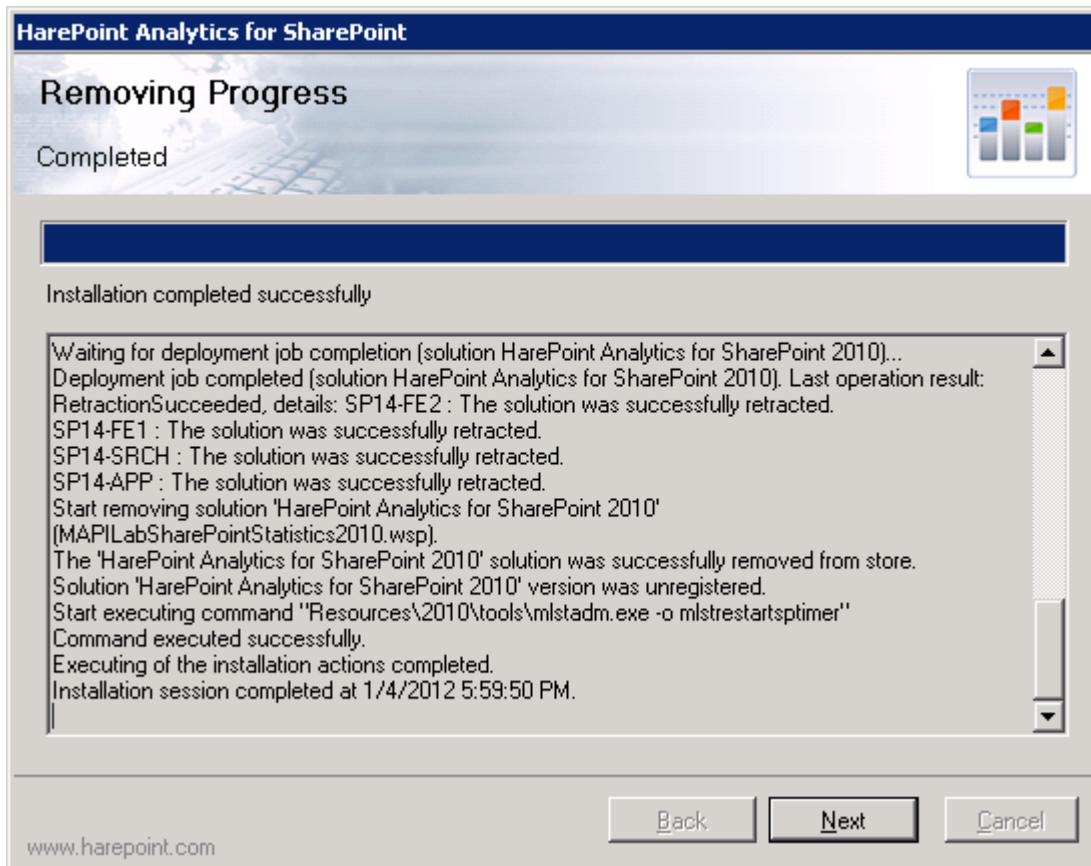 HarePoint Analytics for SharePoint
Removing Progress
Completed
Installation completed successfully
Waiting for deployment job completion (solution HarePoint Analytics for SharePoint 2010)...
Deployment job completed (solution HarePoint Analytics for SharePoint 2010). Last operation result:
RetractionSucceeded, details: SP14-FE2 : The solution was successfully retracted.
SP14-FE1 : The solution was successfully retracted.
SP14-SRCH : The solution was successfully retracted.
SP14-APP : The solution was successfully retracted.
Start removing solution 'HarePoint Analytics for SharePoint 2010'
(MAPILabSharePointStatistics2010.wsp).
The 'HarePoint Analytics for SharePoint 2010' solution was successfully removed from store.
Solution 'HarePoint Analytics for SharePoint 2010' version was unregistered.
Start executing command "Resources\2010\tools\mlstadm.exe -o mlstrestartsptimer"
Command executed successfully.
Executing of the installation actions completed.
Installation session completed at 1/4/2012 5:59:50 PM.
Back Next Cancel
www.harepoint.com